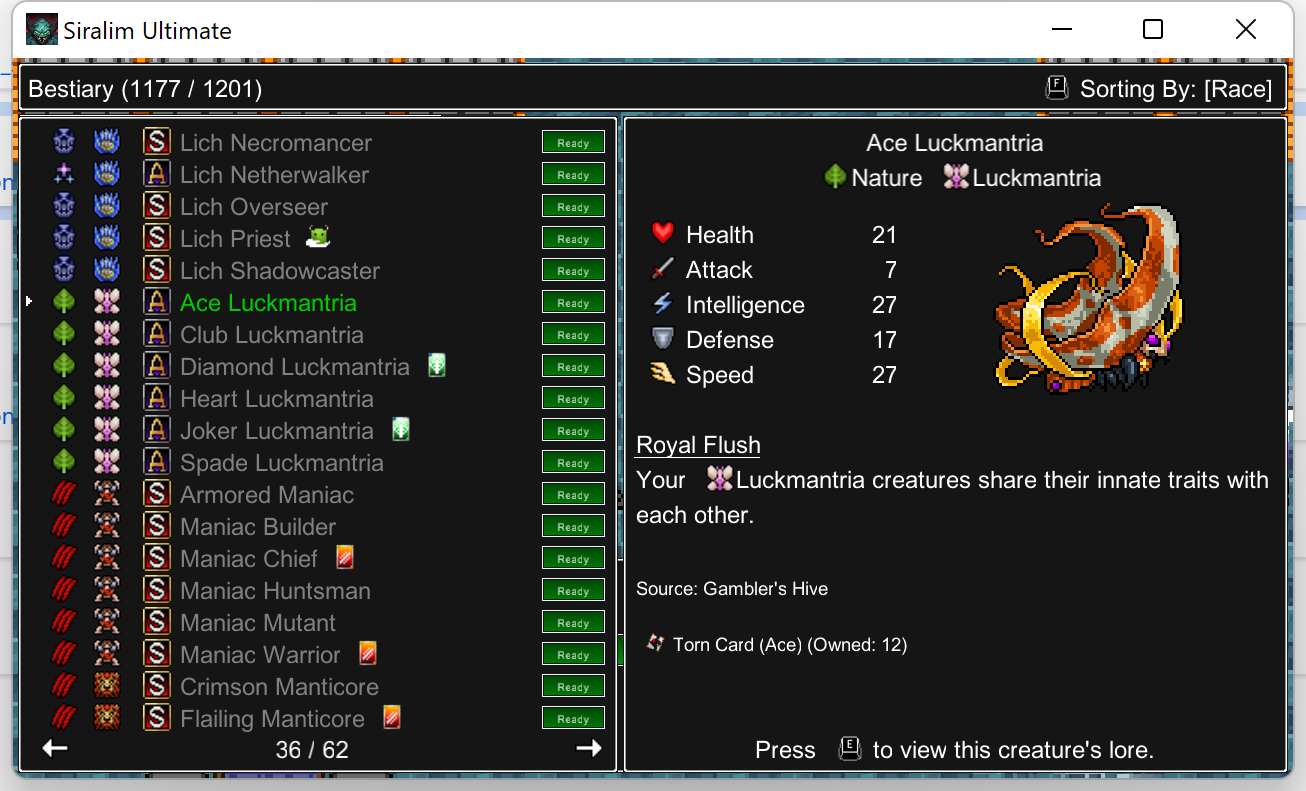 Siralim Ultimate
Bestiary (1177 / 1201)
F Sorting By: [Race]
S Lich Necromancer Ready
A Lich Netherwalker Ready
S Lich Overseer Ready
S Lich Priest Ready
S Lich Shadowcaster Ready
A Ace Luckmantria Ready
A Club Luckmantria Ready
A Diamond Luckmantria Ready
A Heart Luckmantria Ready
A Joker Luckmantria Ready
A Spade Luckmantria Ready
S Armored Maniac Ready
S Maniac Builder Ready
S Maniac Chief Ready
S Maniac Huntsman Ready
S Maniac Mutant Ready
S Maniac Warrior Ready
S Crimson Manticore Ready
S Flailing Manticore Ready
36 / 62
Ace Luckmantria
Nature Luckmantria
Health 21
Attack 7
Intelligence 27
Defense 17
Speed 27
Royal Flush
Your Luckmantria creatures share their innate traits with
each other.
Source: Gambler's Hive
Torn Card (Ace) (Owned: 12)
Press E to view this creature's lore.